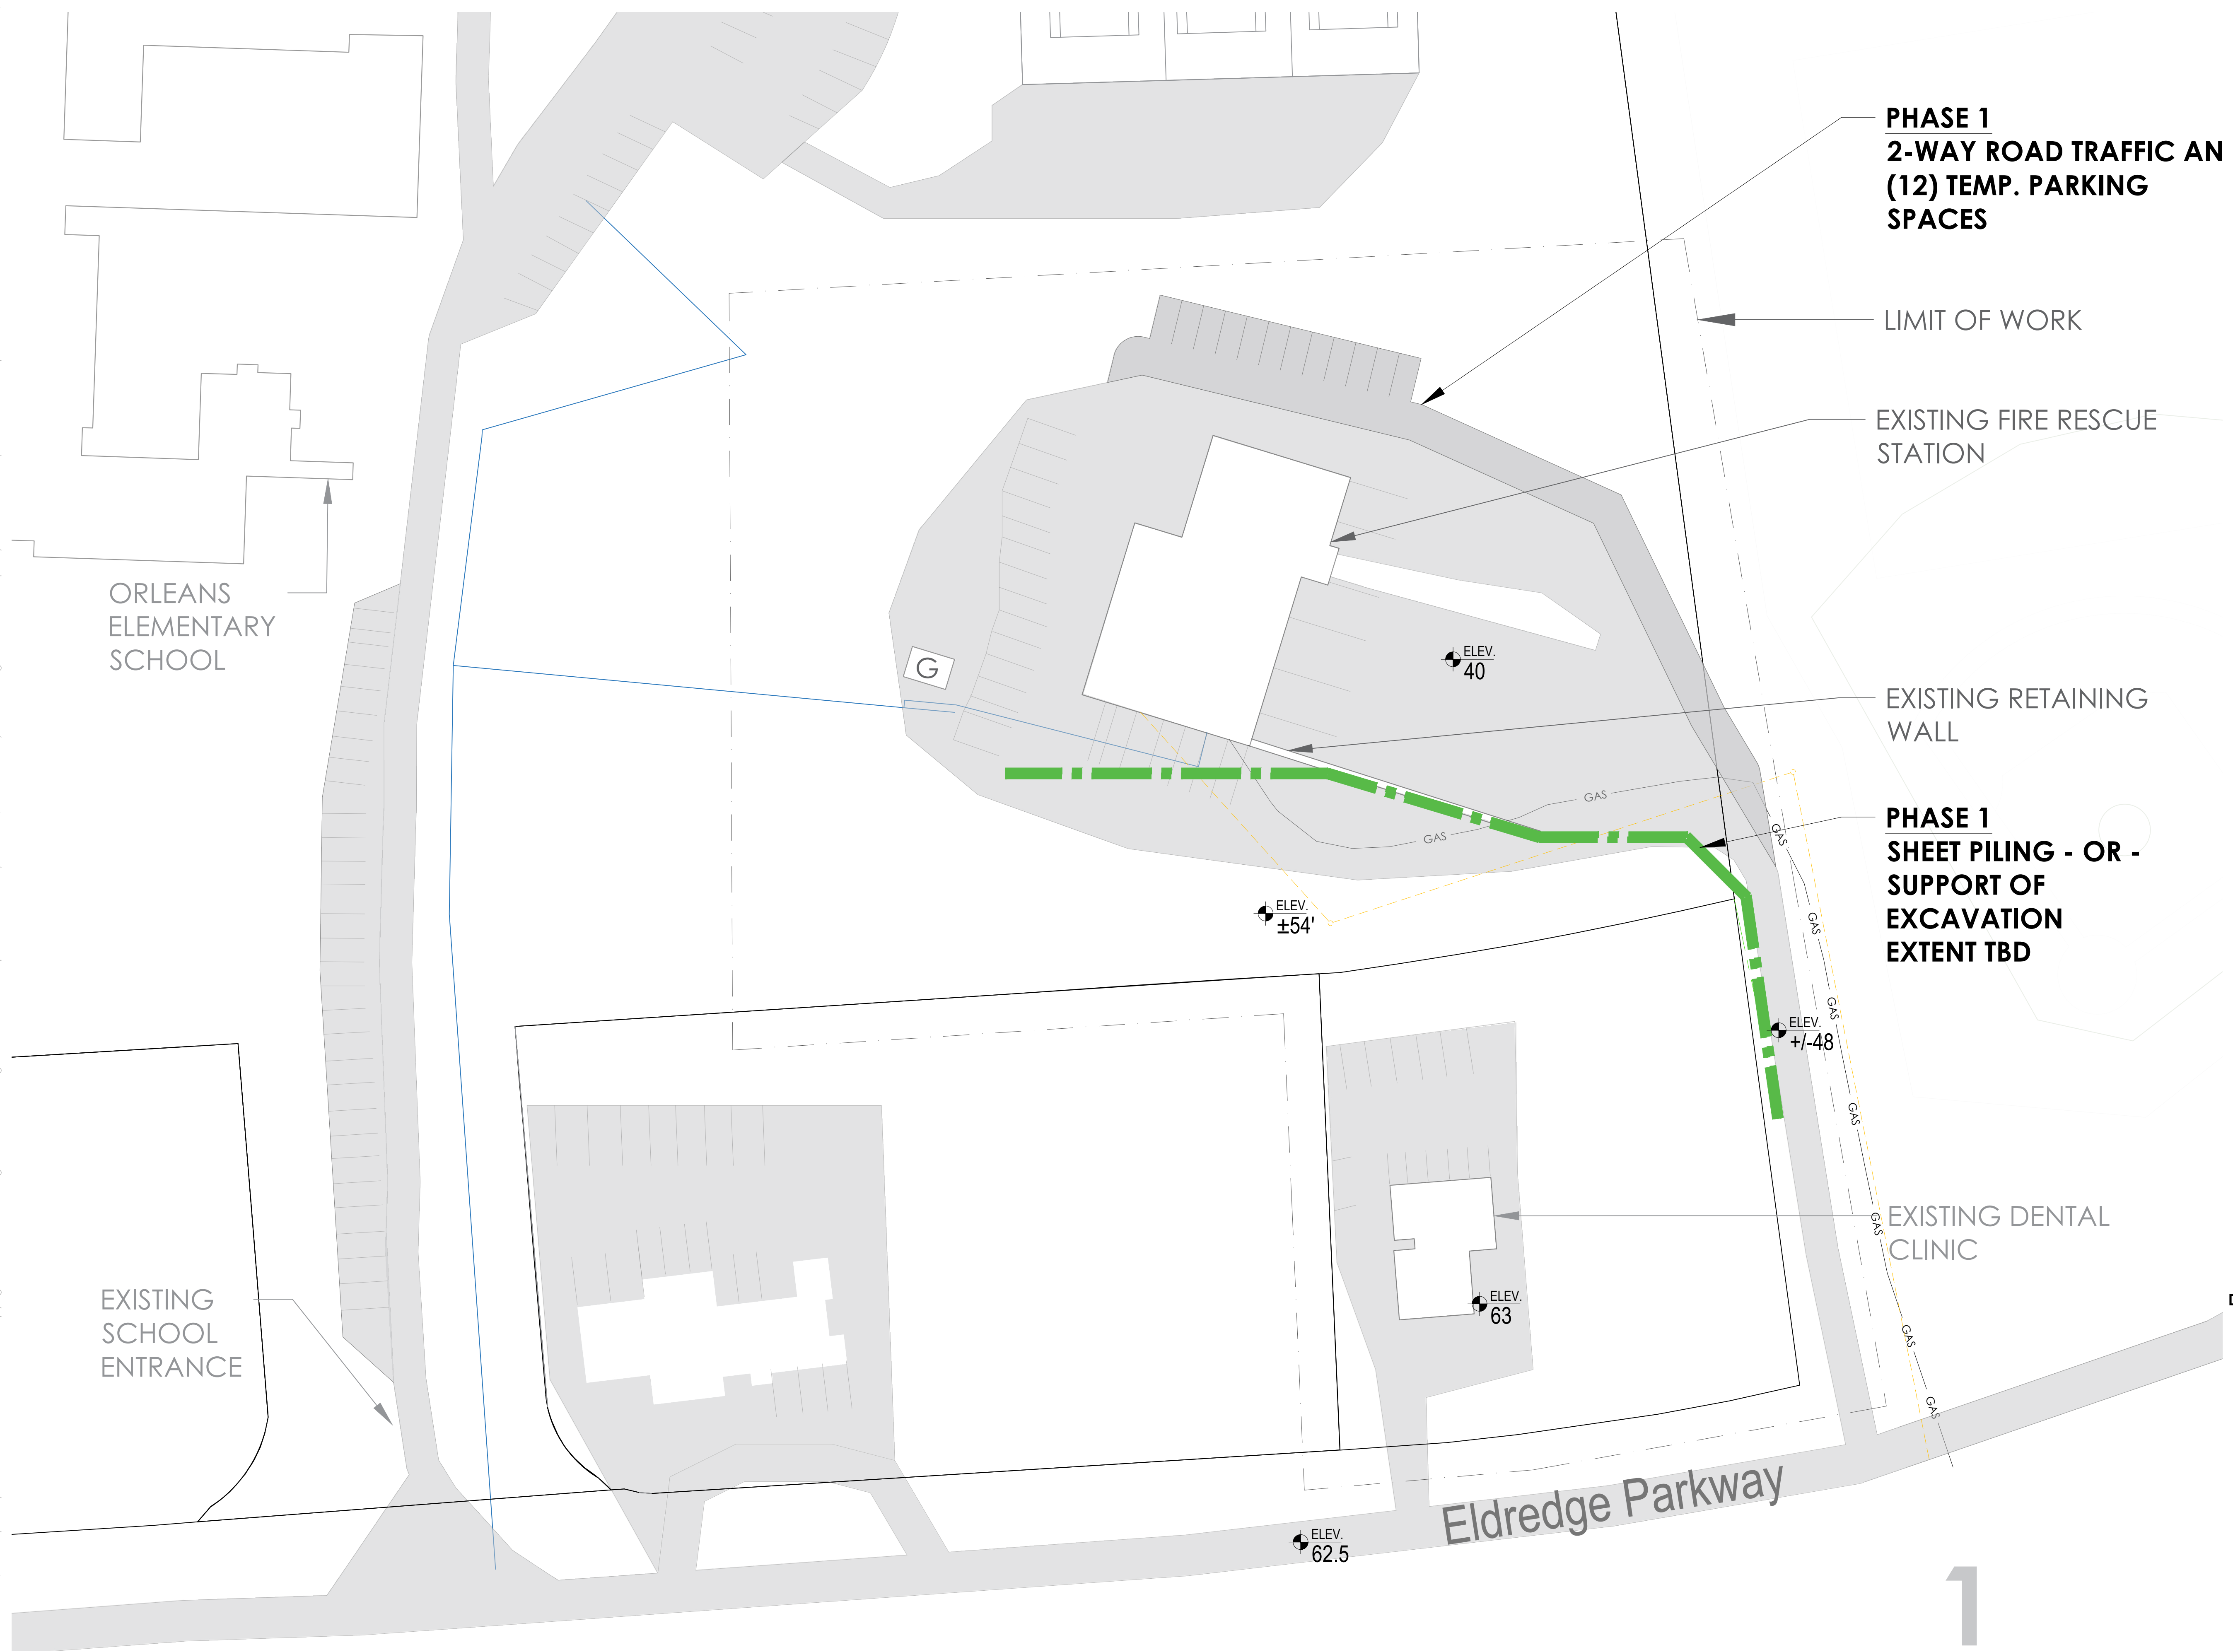 PHASE 1
2-WAY ROAD TRAFFIC AN
(12) TEMP. PARKING
SPACES
LIMIT OF WORK
EXISTING FIRE RESCUE
STATION
ORLEANS
ELEMENTARY
SCHOOL
G
ELEV.
40
EXISTING RETAINING
WALL
GAS
GAS
GAS
PHASE 1
SHEET PILING - OR -
SUPPORT OF
EXCAVATION
EXTENT TBD
ELEV.
±54'
GAS
GAS
ELEV.
+/-48
GAS
EXISTING DENTAL
CLINIC
GAS
EXISTING
SCHOOL
ENTRANCE
ELEV.
63
GAS
GAS
Eldredge Parkway
ELEV.
62.5
1